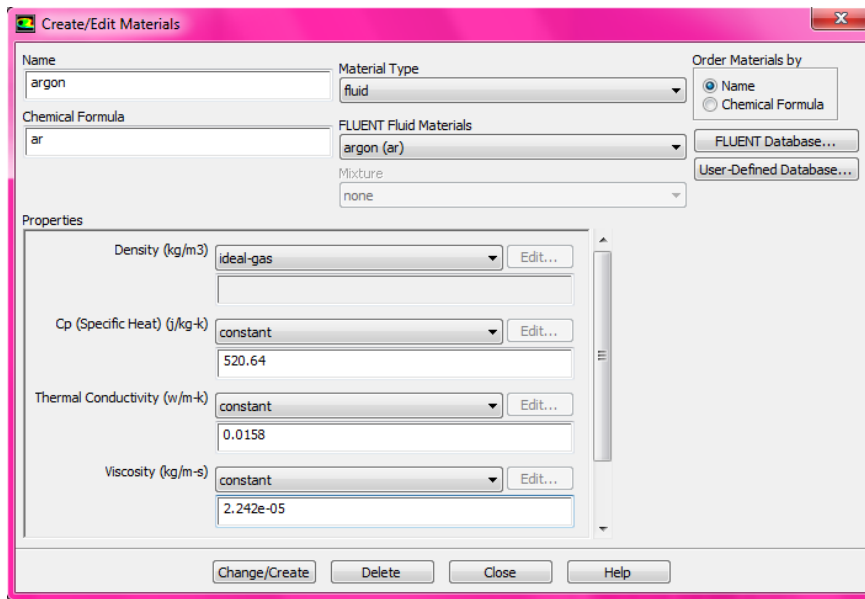 Create/Edit Materials
X
Name
argon
Chemical Formula
ar
Material Type
fluid
FLUENT Fluid Materials
argon (ar)
Mixture
none
Order Materials by
Name
Chemical Formula
FLUENT Database...
User-Defined Database...
Properties
Density (kg/m3)
ideal-gas
Edit...
Cp (Specific Heat) (j/kg-k)
constant
Edit...
520.64
Thermal Conductivity (w/m-k)
constant
Edit...
0.0158
Viscosity (kg/m-s)
constant
Edit...
2.242e-05
Change/Create
Delete
Close
Help